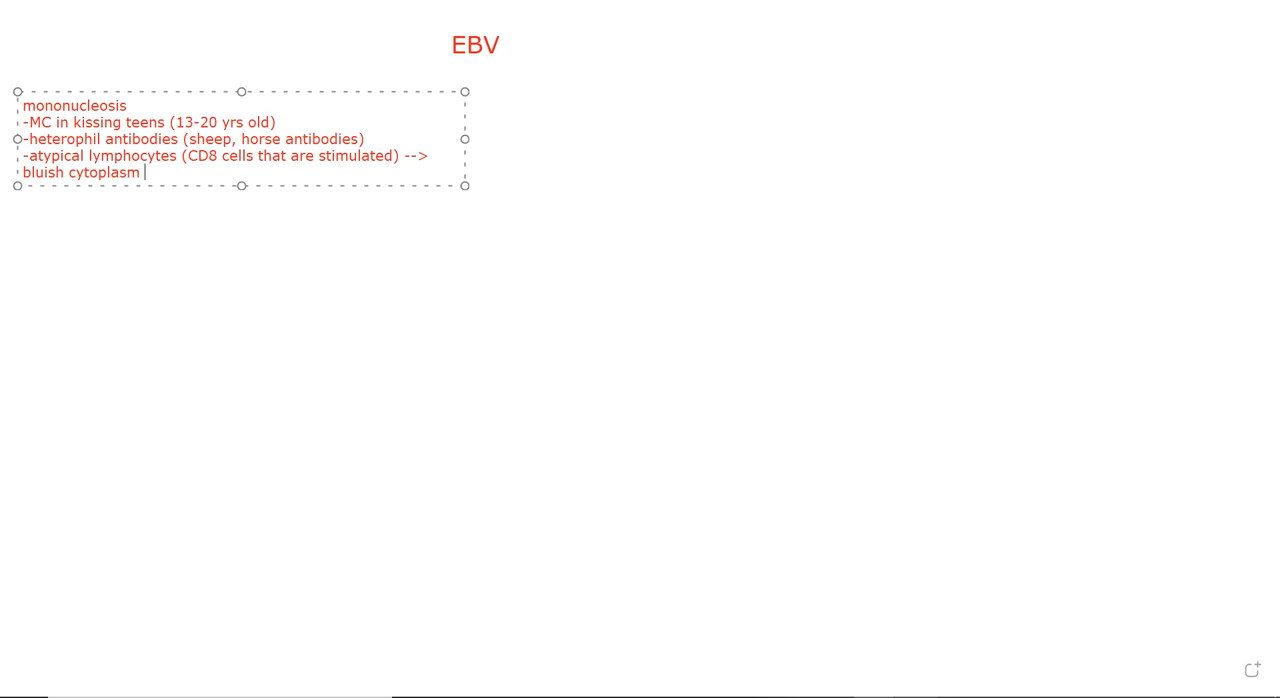 EBV
mononucleosis
-MC in kissing teens (13-20 yrs old)
-heterophil antibodies (sheep, horse antibodies)
-atypical lymphocytes (CD8 cells that are stimulated) -->
bluish cytoplasm